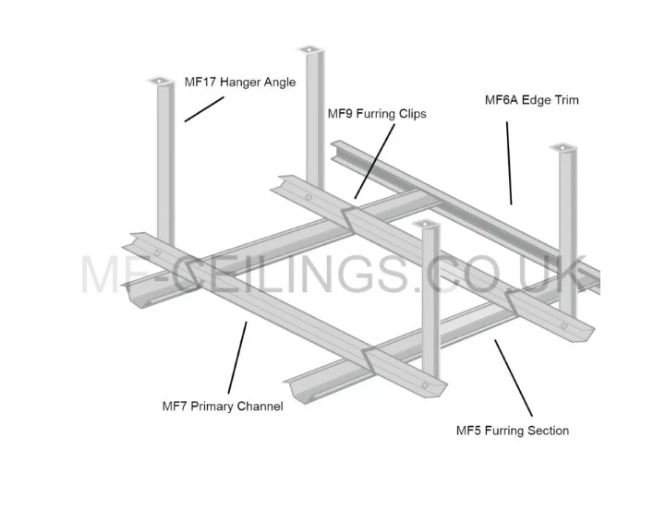 MF17 Hanger Angle
MF6A Edge Trim
MF9 Furring Clips
MF-CEILINGS.CO.UK
MF7 Primary Channel
MF5 Furring Section